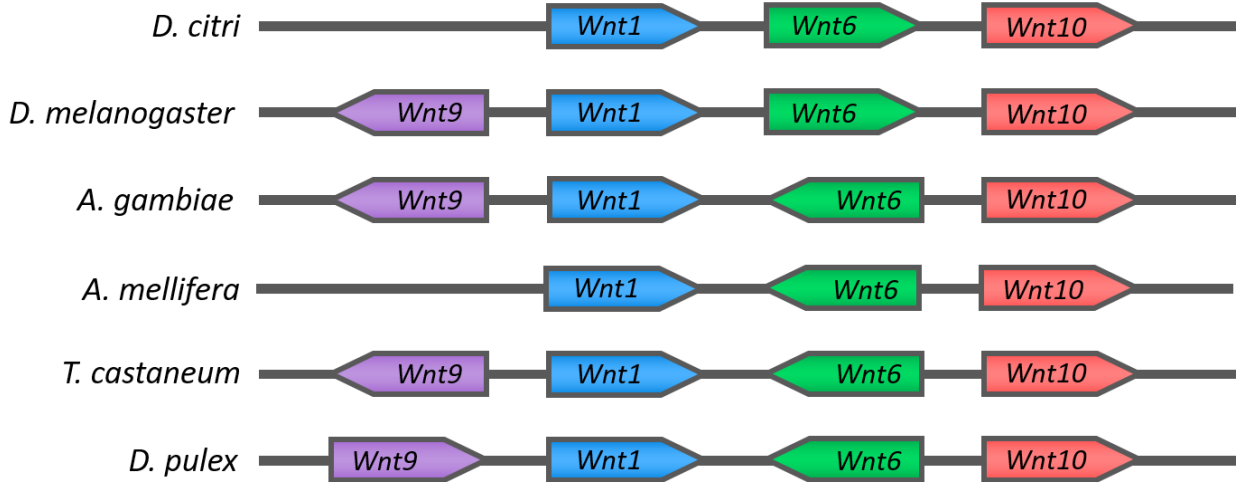 D. citri Wnt1 Wnt6 Wnt10
D. melanogaster Wnt9 Wnt1 Wnt6 Wnt10
A. gambiae Wnt9 Wnt1 Wnt6 Wnt10
A. mellifera Wnt1 Wnt6 Wnt10
T. castaneum Wnt9 Wnt1 Wnt6 Wnt10
D. pulex Wnt9 Wnt1 Wnt6 Wnt10